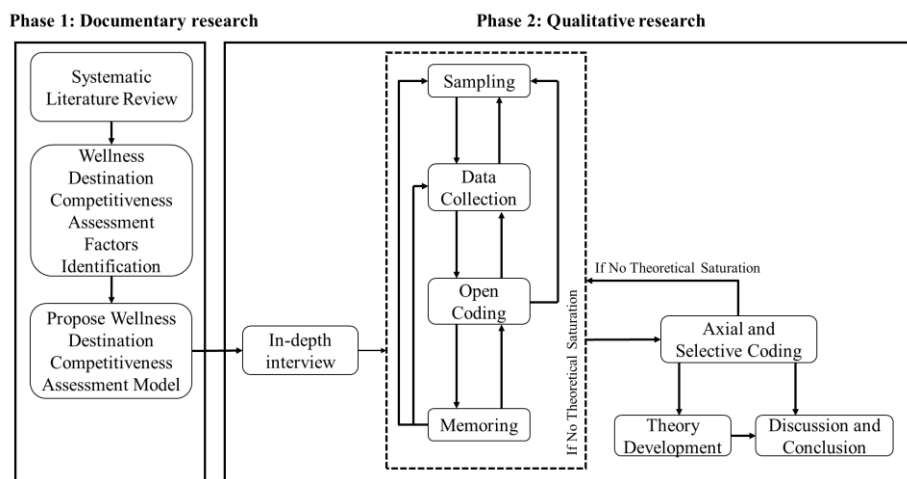 Phase 1: Documentary research
Systematic
Literature Review
Wellness
Destination
Competitiveness
Assessment
Factors
Identification
Propose Wellness
Destination
Competitiveness
Assessment Model
Phase 2: Qualitative research
In-depth
interview
Sampling
Data
Collection
Open
Coding
Memoring
If No Theoretical Saturation
If No Theoretical Saturation
Axial and
Selective Coding
Theory
Development
Discussion and
Conclusion